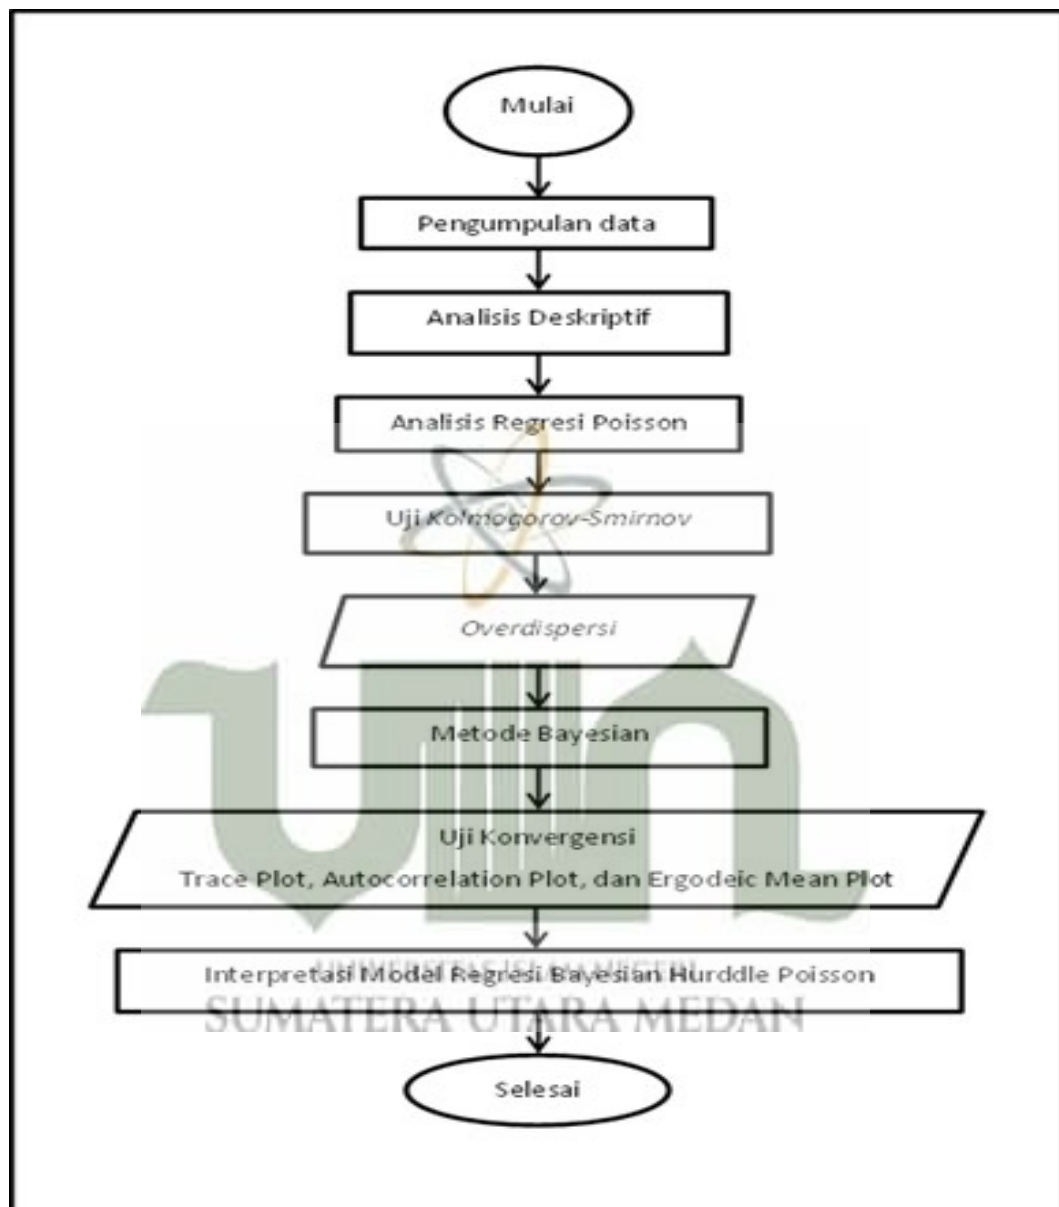 Mulai
Pengumpulan data
Analisis Deskriptif
Analisis Regresi Poisson
Uji Kolmogorov-Smirnov
Overdispersi
Metode Bayesian
Uji Konvergensi
Trace Plot, Autocorrelation Plot, dan Ergodeic Mean Plot
Interpretasi Model Regresi Bayesian Hurddle Poisson
SUMATERA UTARA MEDAN
Selesai